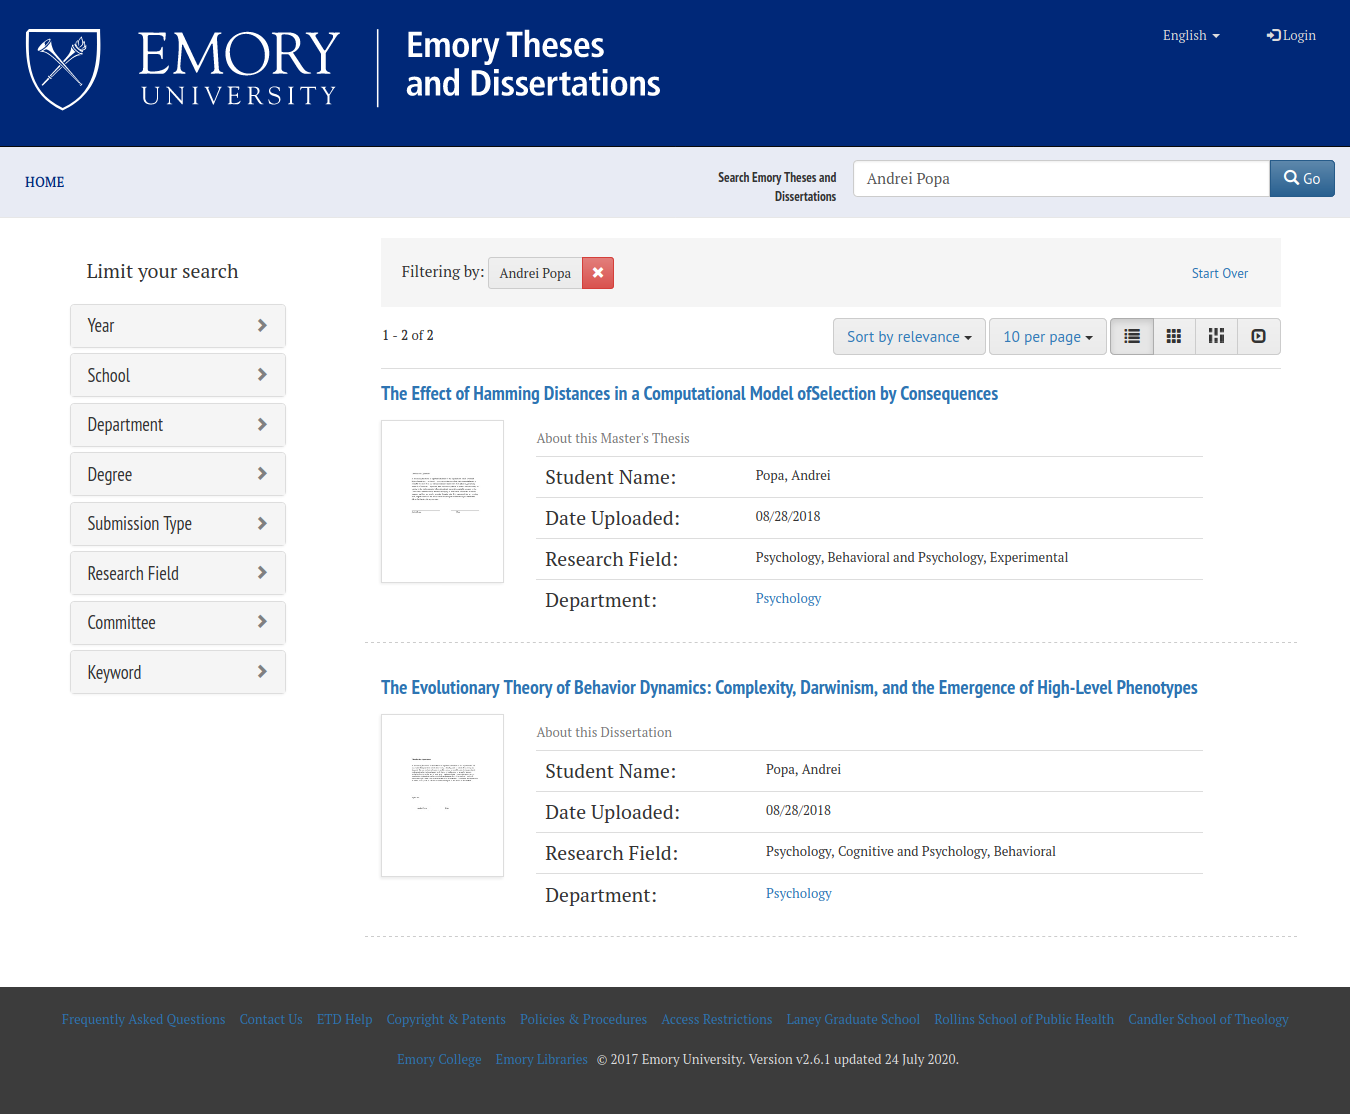 EMORY
UNIVERSITY
Emory Theses
and Dissertations
English
Login
HOME
Search Emory Theses and
Dissertations
Andrei Popa
Go
Limit your search
Year
School
Department
Degree
Submission Type
Research Field
Committee
Keyword
Filtering by: Andrei Popa
Start Over
1 - 2 of 2
Sort by relevance
10 per page
The Effect of Hamming Distances in a Computational Model ofSelection by Consequences
About this Master's Thesis
Student Name: Popa, Andrei
Date Uploaded: 08/28/2018
Research Field: Psychology, Behavioral and Psychology, Experimental
Department: Psychology
The Evolutionary Theory of Behavior Dynamics: Complexity, Darwinism, and the Emergence of High-Level Phenotypes
About this Dissertation
Student Name: Popa, Andrei
Date Uploaded: 08/28/2018
Research Field: Psychology, Cognitive and Psychology, Behavioral
Department: Psychology
Frequently Asked Questions Contact Us ETD Help Copyright & Patents Policies & Procedures Access Restrictions Laney Graduate School Rollins School of Public Health Candler School of Theology
Emory College Emory Libraries © 2017 Emory University. Version v2.6.1 updated 24 July 2020.